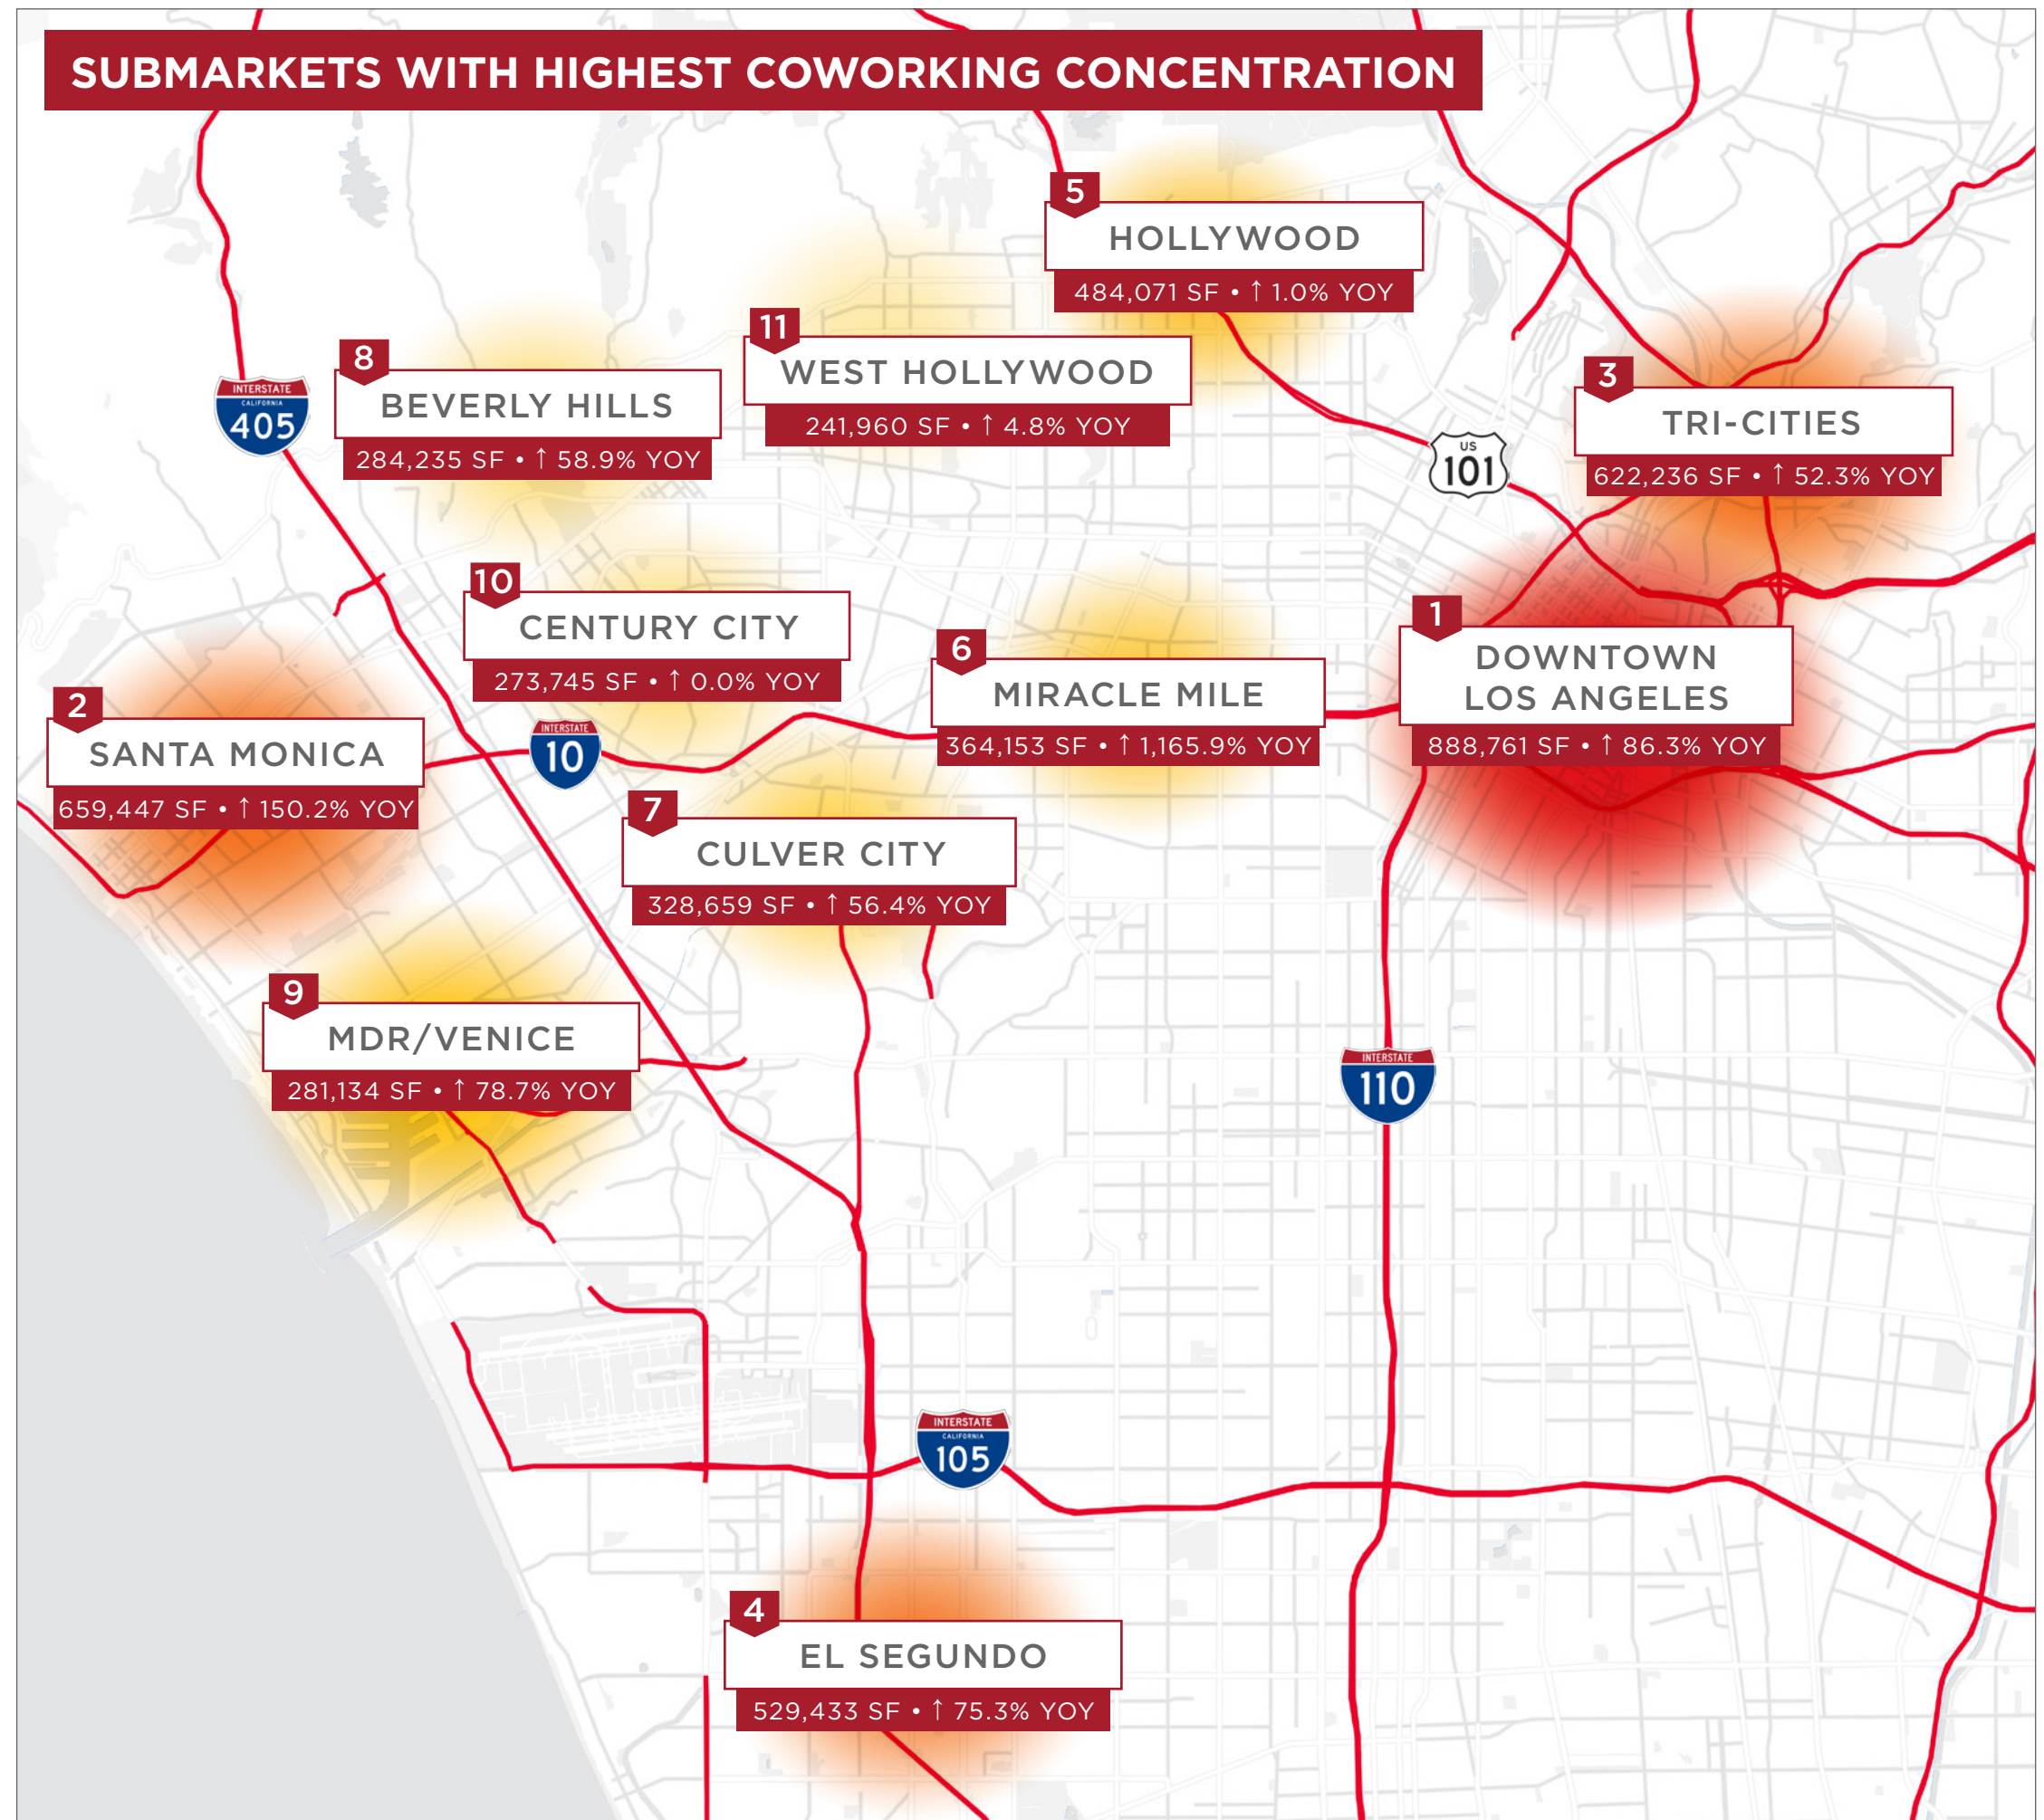 SUBMARKETS WITH HIGHEST COWORKING CONCENTRATION
5
HOLLYWOOD
484,071 SF • ↑ 1.0% YOY
11
WEST HOLLYWOOD
241,960 SF • ↑ 4.8% YOY
8
BEVERLY HILLS
284,235 SF • ↑ 58.9% YOY
3
TRI-CITIES
622,236 SF • ↑ 52.3% YOY
INTERSTATE
CALIFORNIA
405
US
101
10
CENTURY CITY
273,745 SF • ↑ 0.0% YOY
6
MIRACLE MILE
364,153 SF • ↑ 1,165.9% YOY
1
DOWNTOWN
LOS ANGELES
888,761 SF • ↑ 86.3% YOY
2
SANTA MONICA
659,447 SF • ↑ 150.2% YOY
INTERSTATE
10
7
CULVER CITY
328,659 SF • ↑ 56.4% YOY
9
MDR/VENICE
281,134 SF • ↑ 78.7% YOY
INTERSTATE
110
INTERSTATE
CALIFORNIA
105
4
EL SEGUNDO
529,433 SF • ↑ 75.3% YOY